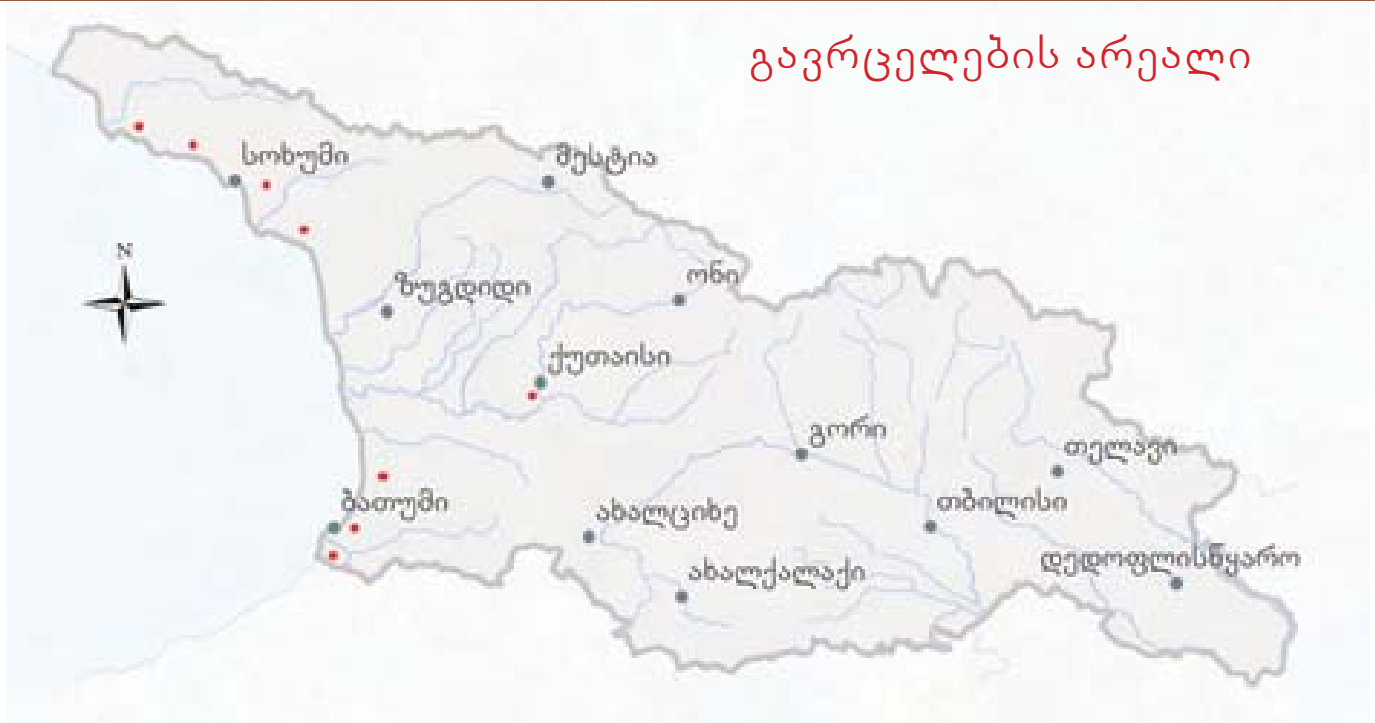 გავრცელების არეალი
სოხუმი
მესტია
N
ონი
ზუგდიდი
ქუთაისი
გორი
თელავი
ბათუმი
ახალციხე
თბილისი
ახალქალაქი
დედოფლისწყარო